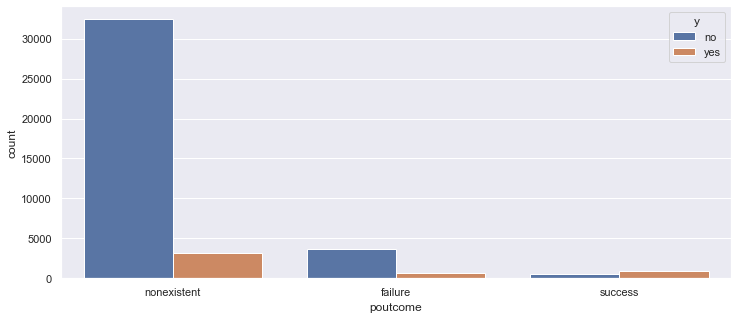 y
no
yes
30000
25000
20000
15000
10000
5000
0
count
nonexistent
failure
success
poutcome